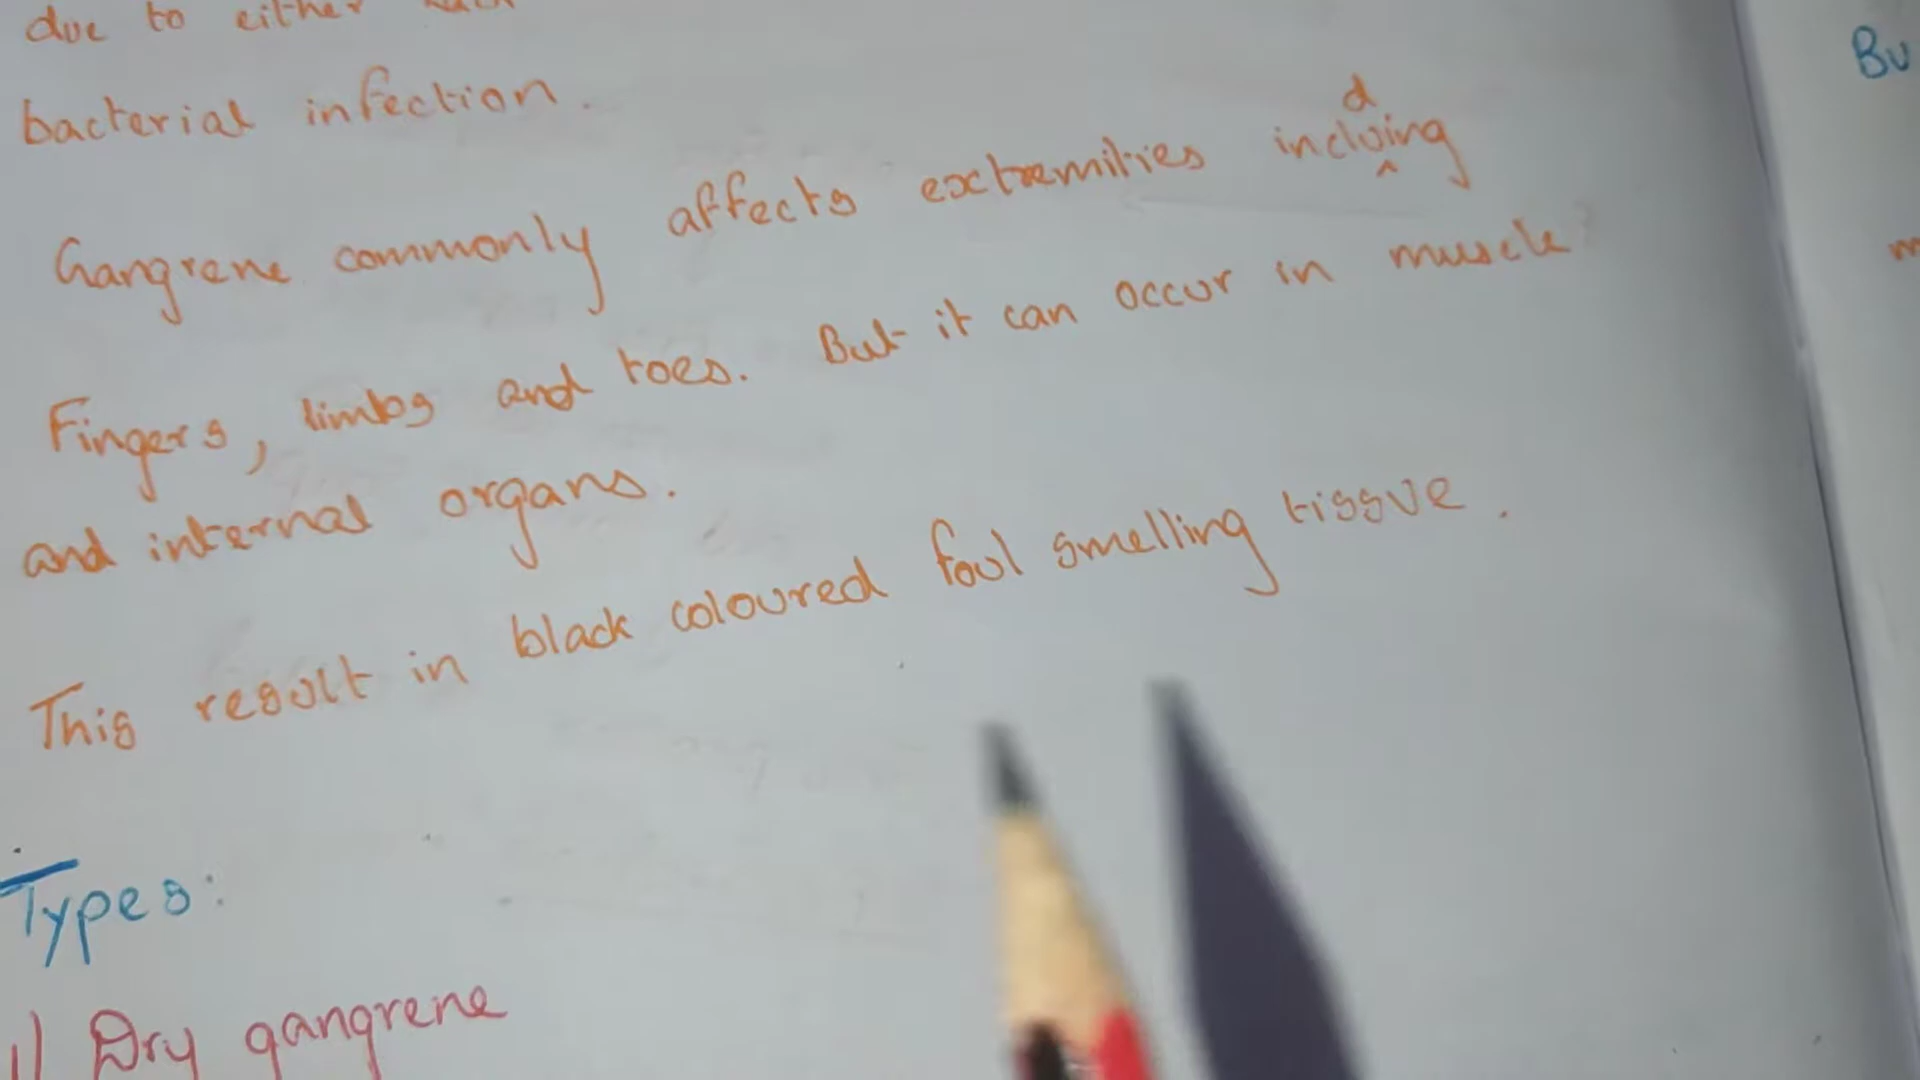 due to either
bacterial infection.
Gangrene commonly affects extremities including
Fingers, limbs and toes. But it can occur in muscle
and internal organs.
This result in black coloured foul smelling tissue.
Types:
1) Dry gangrene
Bu
m